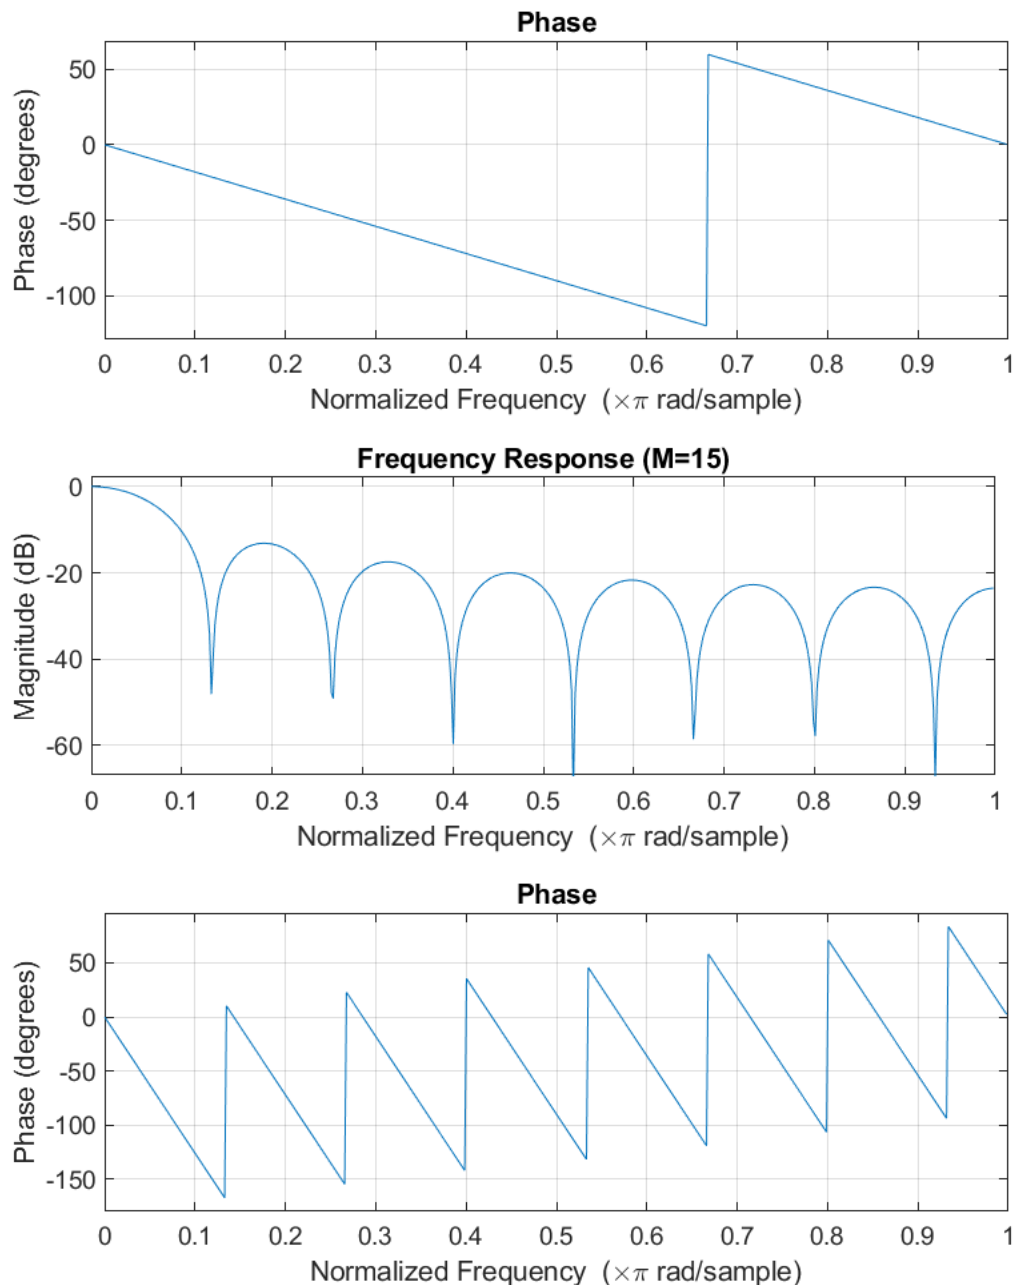 Phase
50
0
-50
-100
Phase (degrees)
0 0.1 0.2 0.3 0.4 0.5 0.6 0.7 0.8 0.9 1
Normalized Frequency (×π rad/sample)
Frequency Response (M=15)
0
-20
-40
-60
Magnitude (dB)
0 0.1 0.2 0.3 0.4 0.5 0.6 0.7 0.8 0.9 1
Normalized Frequency (×π rad/sample)
Phase
50
0
-50
-100
-150
Phase (degrees)
0 0.1 0.2 0.3 0.4 0.5 0.6 0.7 0.8 0.9 1
Normalized Frequency (×π rad/sample)